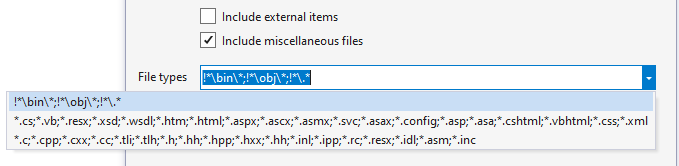 Include external items
Include miscellaneous files
File types
!*\bin\*;!*\obj\*;!*\.*
!*\bin\*;!*\obj\*;!*\.*
*.cs;*.vb;*.resx;*.xsd;*.wsdl;*.htm;*.html;*.aspx;*.ascx;*.asmx;*.svc;*.asax;*.config;*.asp;*.asa;*.cshtml;*.vbhtml;*.css;*.xml
*.c;*.cpp;*.cxx;*.cc;*.tli;*.tlh;*.h;*.hh;*.hpp;*.hxx;*.hh;*.inl;*.ipp;*.rc;*.resx;*.idl;*.asm;*.inc